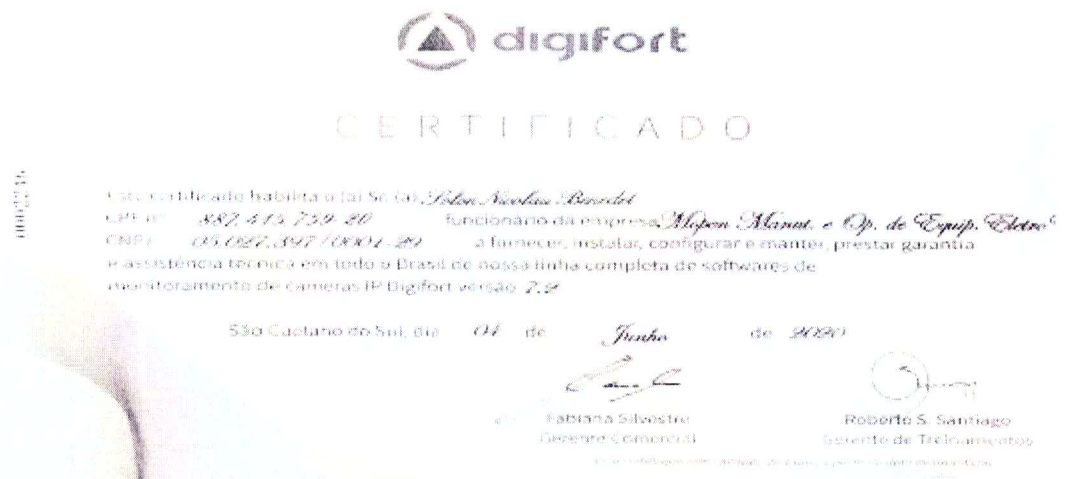 digifort
CERTIFICADO
Este certificado habilita o (a) Sr. (a) Solon Nicolau Benedet
CPF nº 887.415.759-20 funcionário da empresa Mopen Manut. e Op. de Equip. Eletroº
CNPJ 05.027.397/0001-29 a fornecer, instalar, configurar e manter, prestar garantia
e assistência técnica em todo o Brasil de nossa linha completa de softwares de
monitoramento de câmeras IP Digifort versão 7.2
São Caetano do Sul, dia 04 de Junho de 2020
Fabiana Silvestre
Gerente Comercial
Roberto S. Santiago
Gerente de Treinamentos